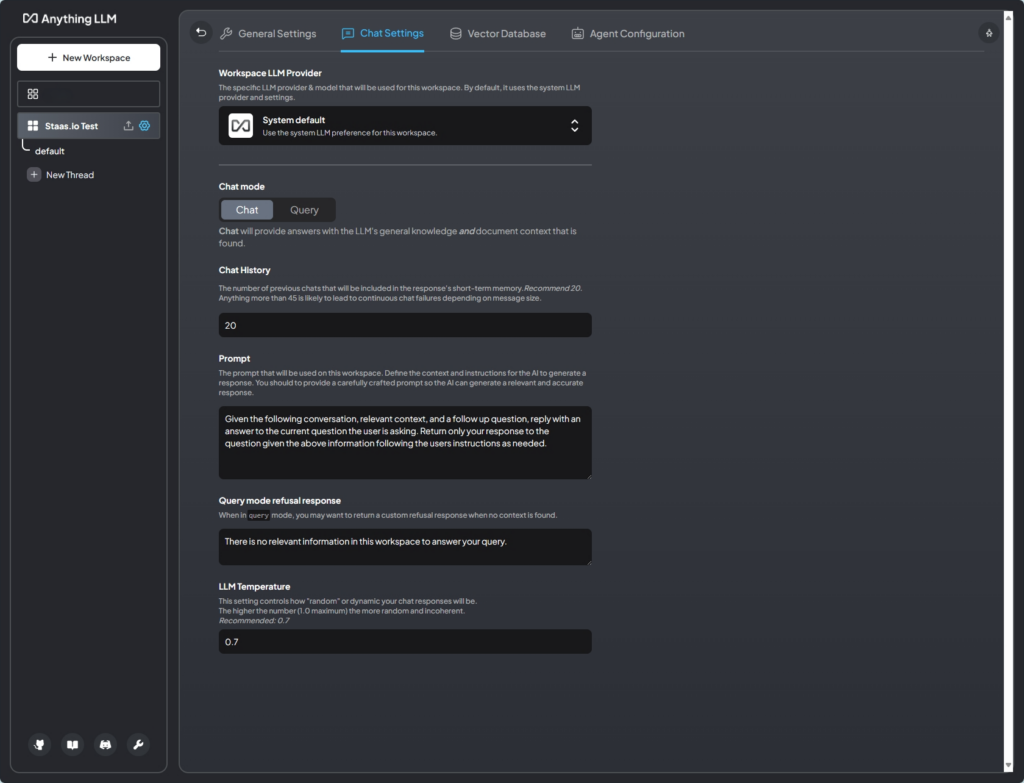 Anything LLM
+ New Workspace
Staas.io Test
default
+ New Thread
General Settings
Chat Settings
Vector Database
Agent Configuration
Workspace LLM Provider
The specific LLM provider & model that will be used for this workspace. By default, it uses the system LLM
provider and settings.
System default
Use the system LLM preference for this workspace.
Chat mode
Chat
Query
Chat will provide answers with the LLM's general knowledge and document context that is
found.
Chat History
The number of previous chats that will be included in the response's short-term memory.Recommend 20.
Anything more than 45 is likely to lead to continuous chat failures depending on message size.
20
Prompt
The prompt that will be used on this workspace. Define the context and instructions for the AI to generate a
response. You should to provide a carefully crafted prompt so the AI can generate a relevant and accurate
response.
Given the following conversation, relevant context, and a follow up question, reply with an
answer to the current question the user is asking. Return only your response to the
question given the above information following the users instructions as needed.
Query mode refusal response
When in query mode, you may want to return a custom refusal response when no context is found.
There is no relevant information in this workspace to answer your query.
LLM Temperature
This setting controls how "random" or dynamic your chat responses will be.
The higher the number (1.0 maximum) the more random and incoherent.
Recommended: 0.7
0.7